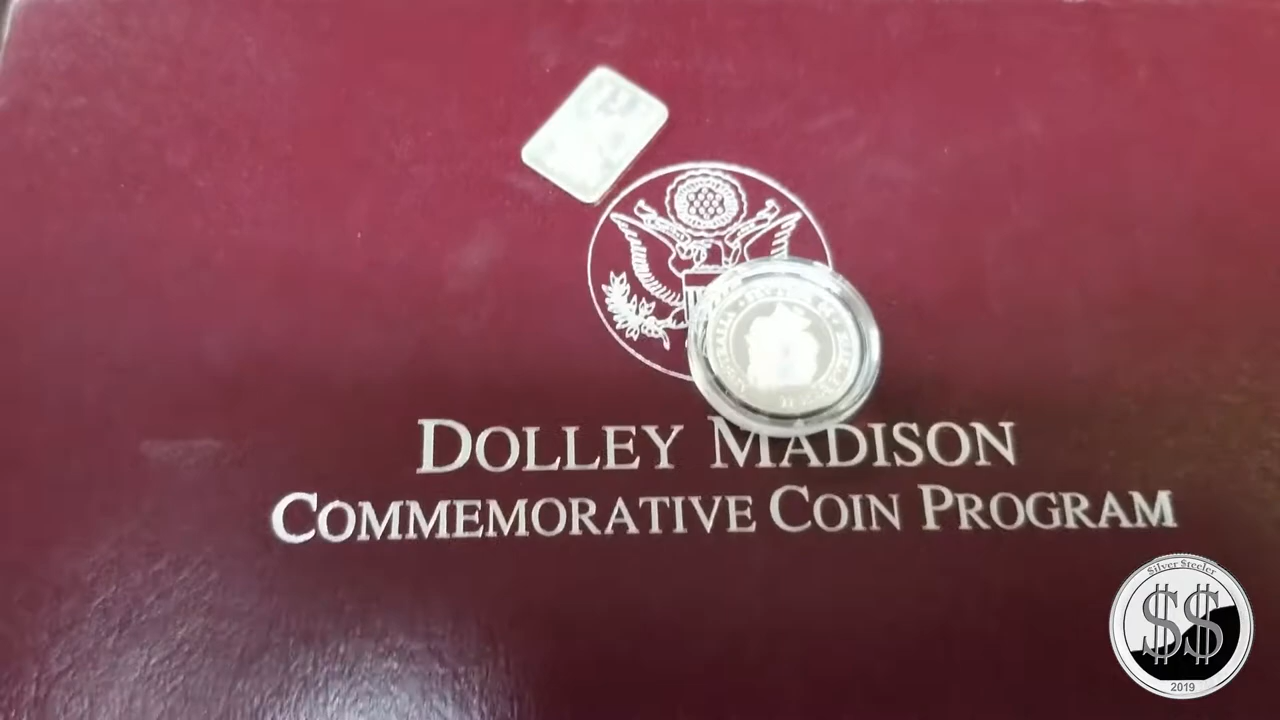 DOLLEY MADISON
COMMEMORATIVE COIN PROGRAM
Silver Steeler
$$
2019